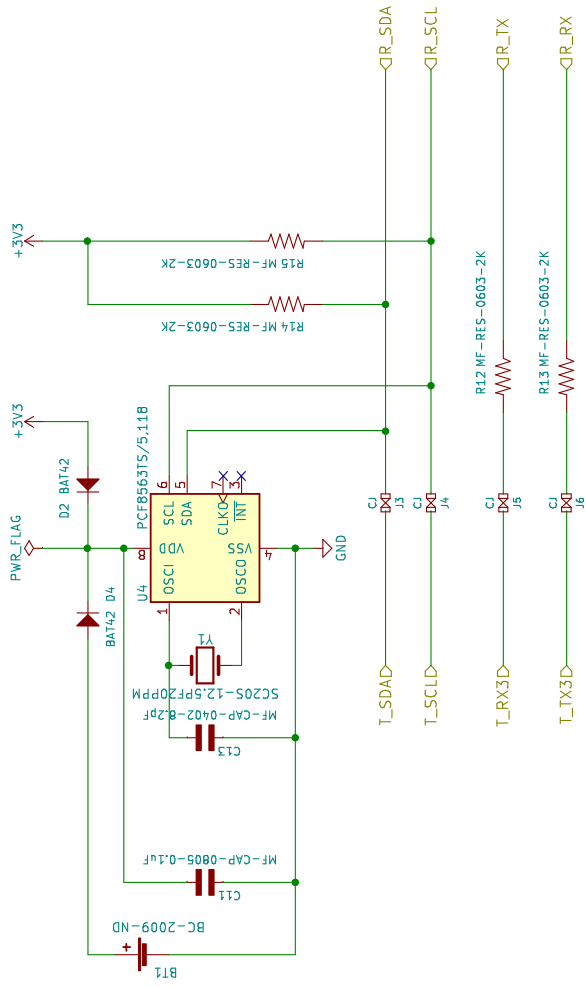 R_SDA
R_SCL
R_TX
R_RX
+3V3
R15 MF-RES-0603-2K
R14 MF-RES-0603-2K
R12 MF-RES-0603-2K
R13 MF-RES-0603-2K
+3V3
D2 BAT42
PWR_FLAG
BAT42 D4
PCF8563TS/5,118
U4
6
5
7
3
SCL
SDA
CLKO
INT
8
VDD
VSS
4
OSCI
OSCO
1
2
GND
CJ
J3
CJ
J4
CJ
J5
CJ
J6
Y1
SC20S-12.5PF20PPM
MF-CAP-0402-8.2pF
C13
T_SDA
T_SCL
T_RX3
T_TX3
MF-CAP-0805-0.1uF
C11
BC-2009-ND
+
BT1